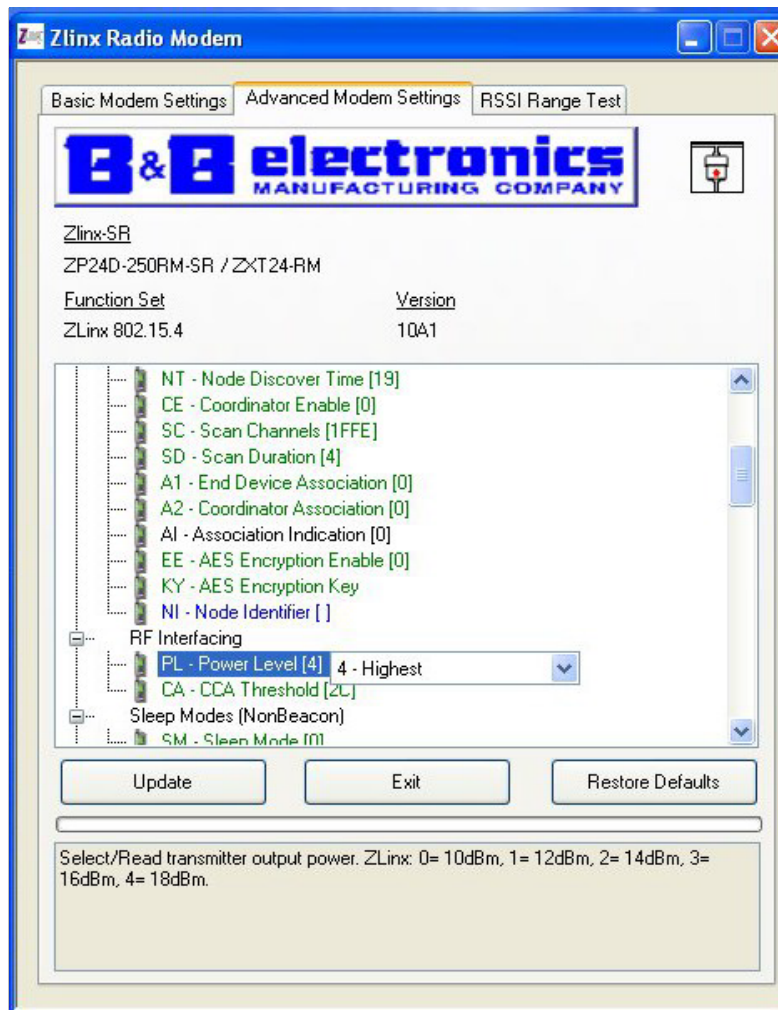 Zlinx Radio Modem
Basic Modem Settings Advanced Modem Settings RSSI Range Test
B&B electronics
MANUFACTURING COMPANY
Zlinx-SR
ZP24D-250RM-SR / ZXT24-RM
Function Set Version
ZLinx 802.15.4 10A1
NT - Node Discover Time [19]
CE - Coordinator Enable [0]
SC - Scan Channels [1FFE]
SD - Scan Duration [4]
A1 - End Device Association [0]
A2 - Coordinator Association [0]
AI - Association Indication [0]
EE - AES Encryption Enable [0]
KY - AES Encryption Key
NI - Node Identifier [ ]
RF Interfacing
PL - Power Level [4] 4 - Highest
CA - CCA Threshold [2C]
Sleep Modes (NonBeacon)
SM - Sleep Mode [0]
Update Exit Restore Defaults
Select/Read transmitter output power. ZLinx: 0= 10dBm, 1= 12dBm, 2= 14dBm, 3=
16dBm, 4= 18dBm.